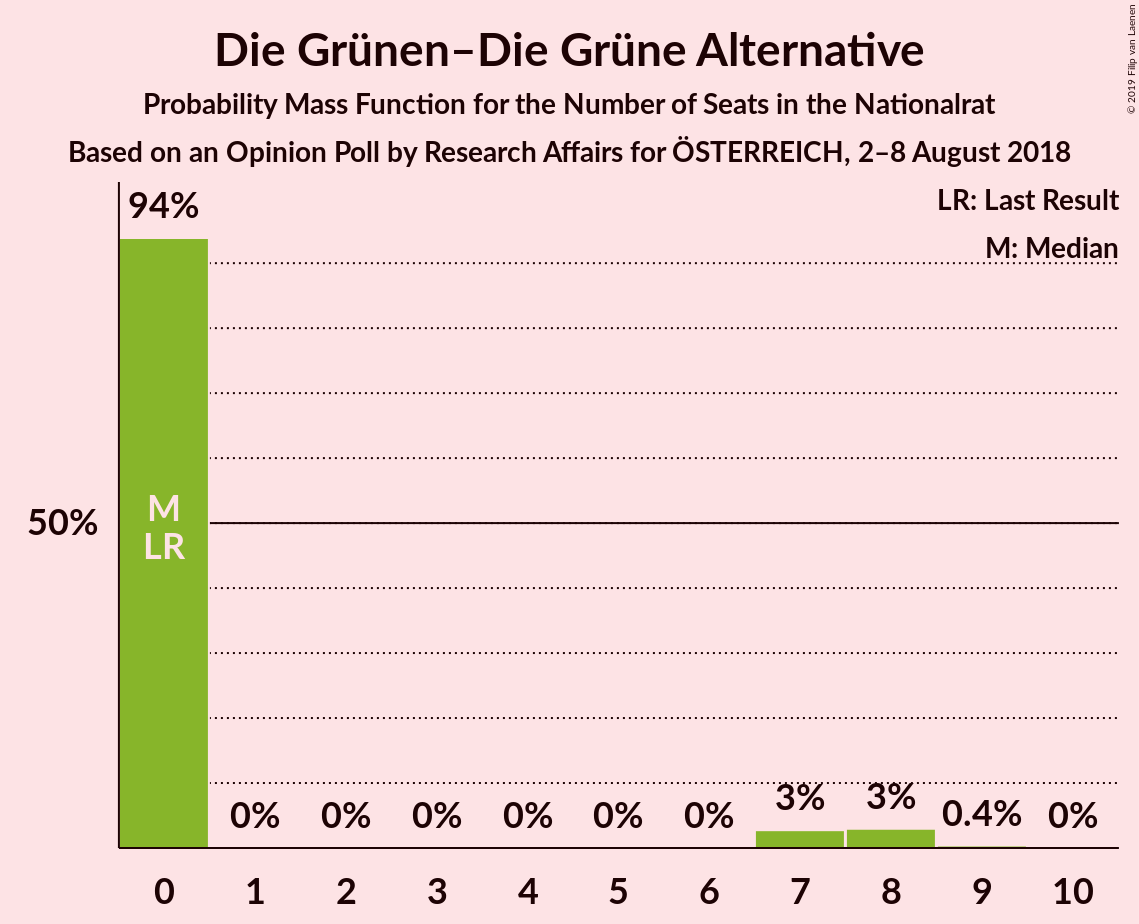 Die Grünen–Die Grüne Alternative
Probability Mass Function for the Number of Seats in the Nationalrat
Based on an Opinion Poll by Research Affairs for ÖSTERREICH, 2–8 August 2018
© 2019 Filip van Laenen
LR: Last Result
M: Median
94%
M
LR
50%
0%
0%
0%
0%
0%
0%
3%
3%
0.4%
0%
0
1
2
3
4
5
6
7
8
9
10